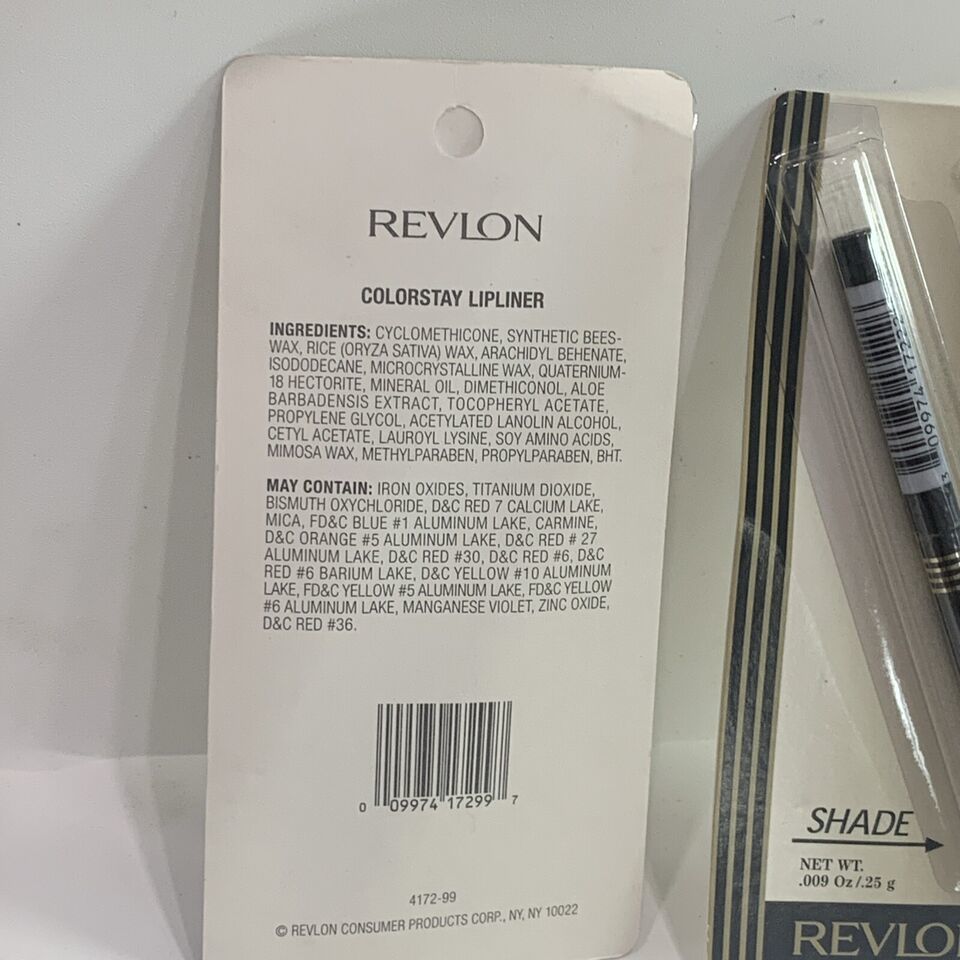 REVLON
COLORSTAY LIPLINER
INGREDIENTS: CYCLOMETHICONE, SYNTHETIC BEES-
WAX, RICE (ORYZA SATIVA) WAX, ARACHIDYL BEHENATE,
ISODODECANE, MICROCRYSTALLINE WAX, QUATERNIUM-
18 HECTORITE, MINERAL OIL, DIMETHICONOL, ALOE
BARBADENSIS EXTRACT, TOCOPHERYL ACETATE,
PROPYLENE GLYCOL, ACETYLATED LANOLIN ALCOHOL,
CETYL ACETATE, LAUROYL LYSINE, SOY AMINO ACIDS,
MIMOSA WAX, METHYLPARABEN, PROPYLPARABEN, BHT.
MAY CONTAIN: IRON OXIDES, TITANIUM DIOXIDE,
BISMUTH OXYCHLORIDE, D&C RED 7 CALCIUM LAKE,
MICA, FD&C BLUE #1 ALUMINUM LAKE, CARMINE,
D&C ORANGE #5 ALUMINUM LAKE, D&C RED # 27
ALUMINUM LAKE, D&C RED #30, D&C RED #6, D&C
RED #6 BARIUM LAKE, D&C YELLOW #10 ALUMINUM
LAKE, FD&C YELLOW #5 ALUMINUM LAKE, FD&C YELLOW
#6 ALUMINUM LAKE, MANGANESE VIOLET, ZINC OXIDE,
D&C RED #36.
0 09974 17299 7
4172-99
© REVLON CONSUMER PRODUCTS CORP., NY, NY 10022
SHADE
NET WT.
.009 Oz/.25 g
REVLO